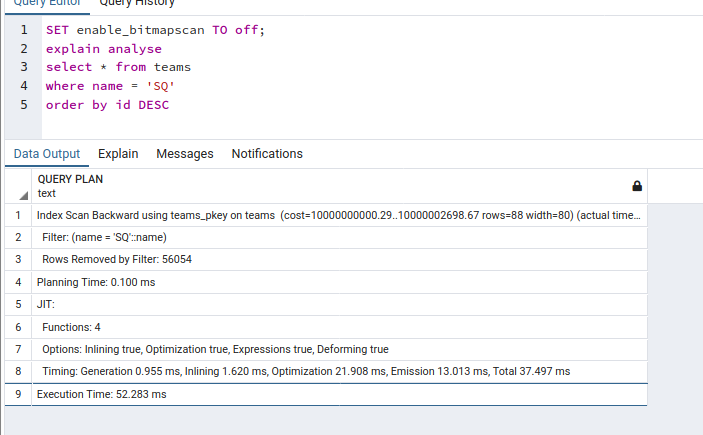 Query Editor Query History
1 SET enable_bitmapscan TO off;
2 explain analyse
3 select * from teams
4 where name = 'SQ'
5 order by id DESC
Data Output Explain Messages Notifications
QUERY PLAN
text
1 Index Scan Backward using teams_pkey on teams (cost=10000000000.29..10000002698.67 rows=88 width=80) (actual time…
2 Filter: (name = 'SQ'::name)
3 Rows Removed by Filter: 56054
4 Planning Time: 0.100 ms
5 JIT:
6 Functions: 4
7 Options: Inlining true, Optimization true, Expressions true, Deforming true
8 Timing: Generation 0.955 ms, Inlining 1.620 ms, Optimization 21.908 ms, Emission 13.013 ms, Total 37.497 ms
9 Execution Time: 52.283 ms